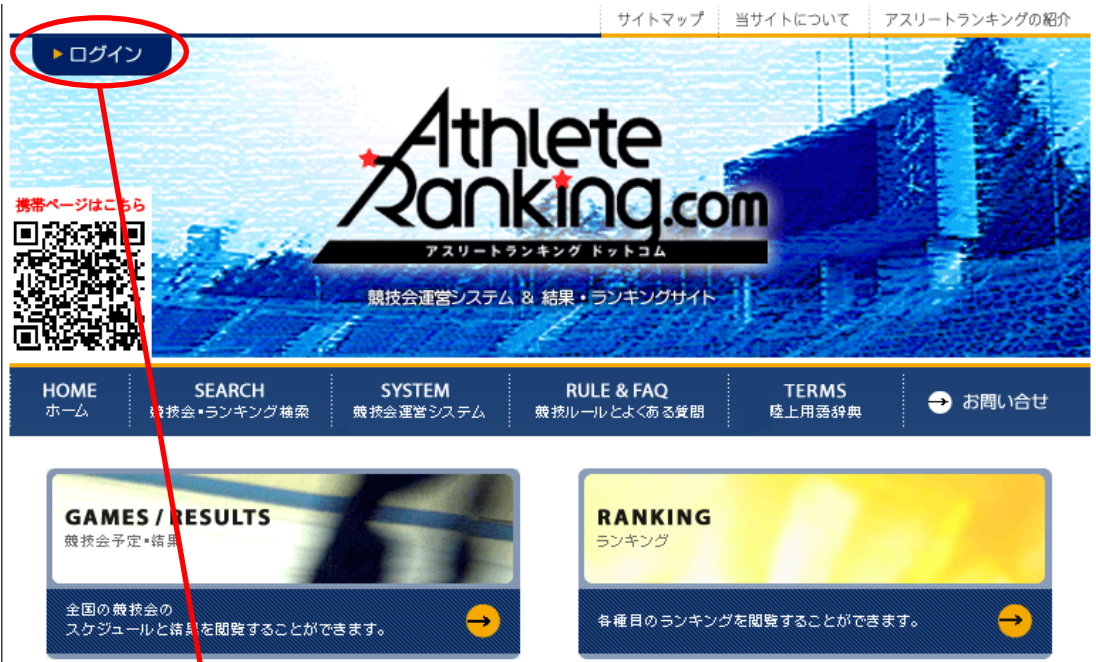 サイトマップ 当サイトについて アスリートランキングの紹介
ログイン
Athlete
Ranking.com
アスリートランキング ドットコム
競技会運営システム & 結果・ランキングサイト
携帯ページはこちら
HOME SEARCH SYSTEM RULE & FAQ TERMS
ホーム 競技会・ランキング検索 競技会運営システム 競技ルールとよくある質問 陸上用語辞典 お問い合せ
GAMES / RESULTS
競技会予定・結果
全国の競技会の
スケジュールと結果を閲覧することができます。
RANKING
ランキング
各種目のランキングを閲覧することができます。